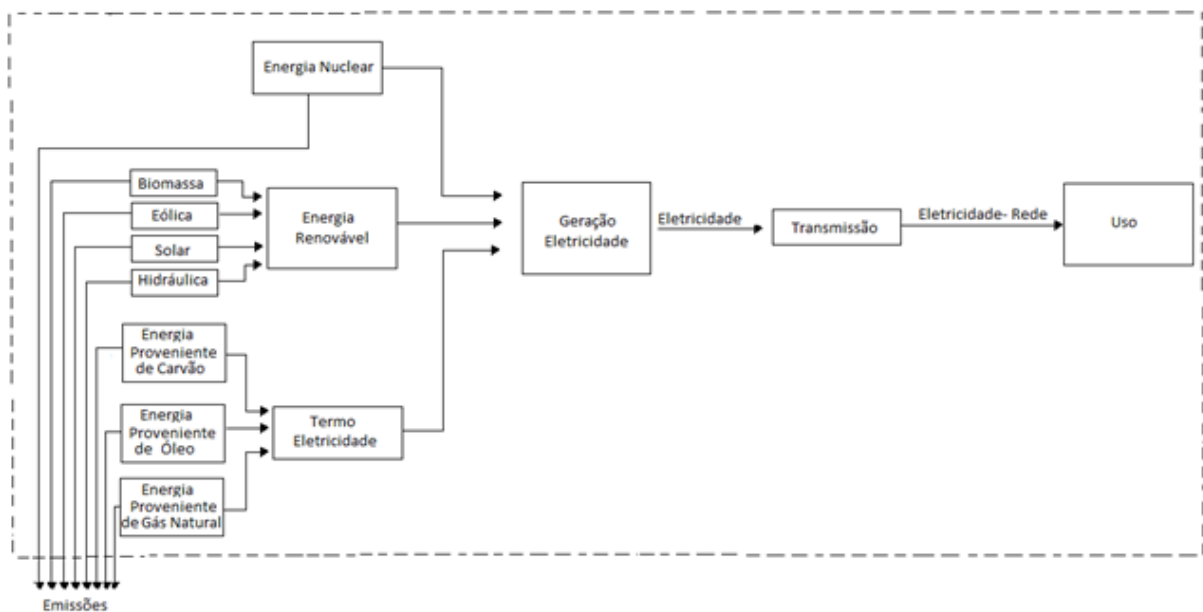 Energia Nuclear
Biomassa
Eólica
Solar
Hidráulica
Energia
Renovável
Energia
Proveniente
de Carvão
Energia
Proveniente
de Óleo
Energia
Proveniente
de Gás Natural
Termo
Eletricidade
Geração
Eletricidade
Eletricidade
Transmissão
Eletricidade- Rede
Uso
Emissões